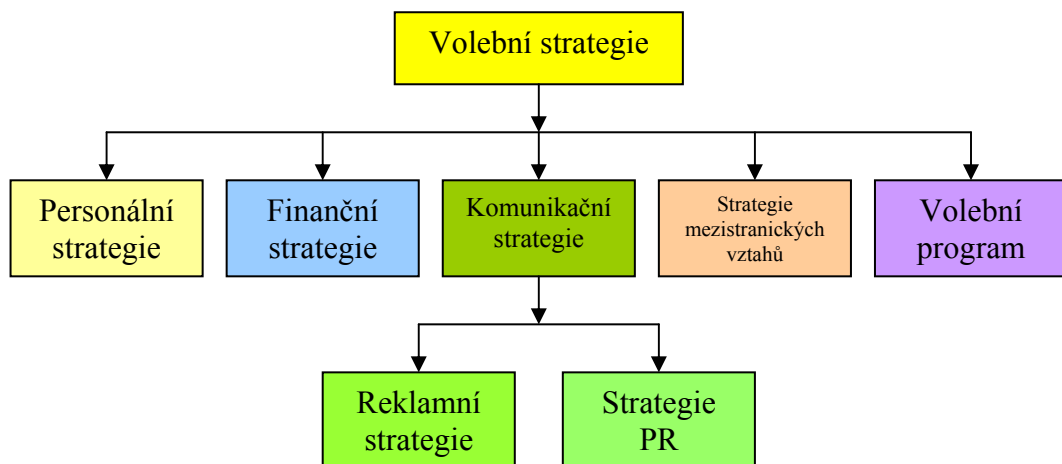 Volební strategie
Personální
strategie
Finanční
strategie
Komunikační
strategie
Strategie
mezistranických
vztahů
Volební
program
Reklamní
strategie
Strategie
PR